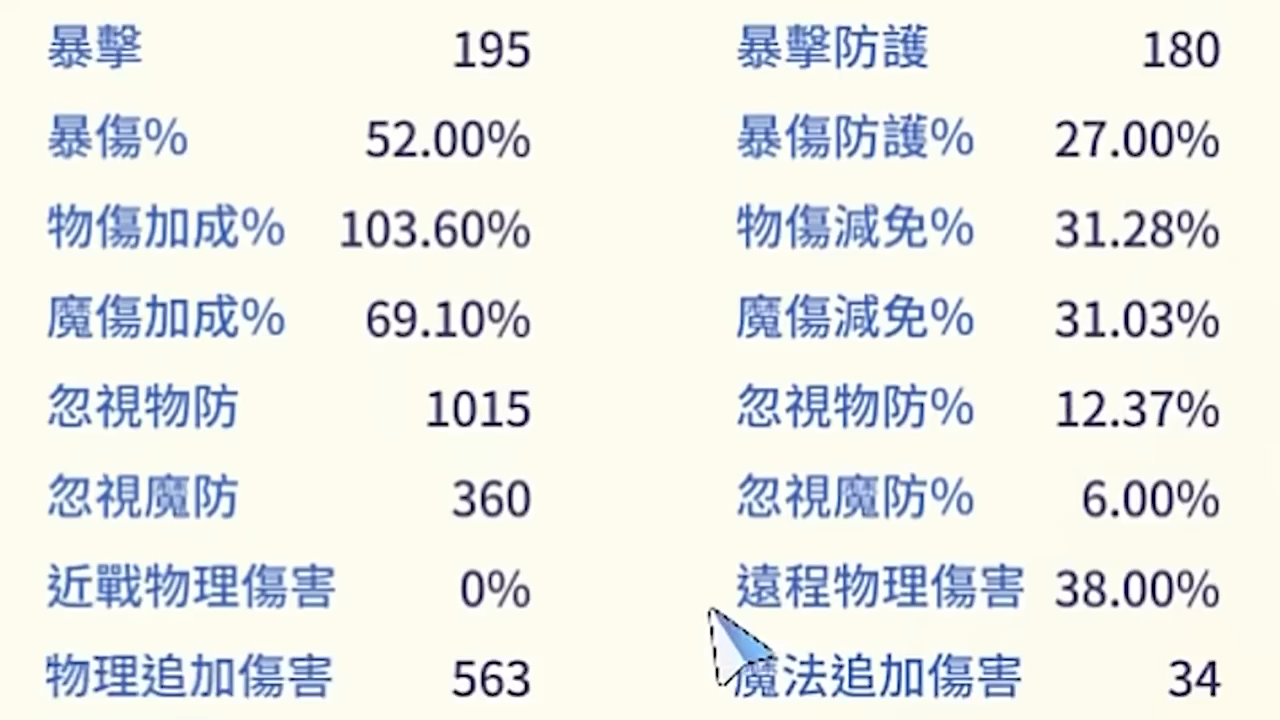 暴擊 195 暴擊防護 180
暴傷% 52.00% 暴傷防護% 27.00%
物傷加成% 103.60% 物傷減免% 31.28%
魔傷加成% 69.10% 魔傷減免% 31.03%
忽視物防 1015 忽視物防% 12.37%
忽視魔防 360 忽視魔防% 6.00%
近戰物理傷害 0% 遠程物理傷害 38.00%
物理追加傷害 563 魔法追加傷害 34